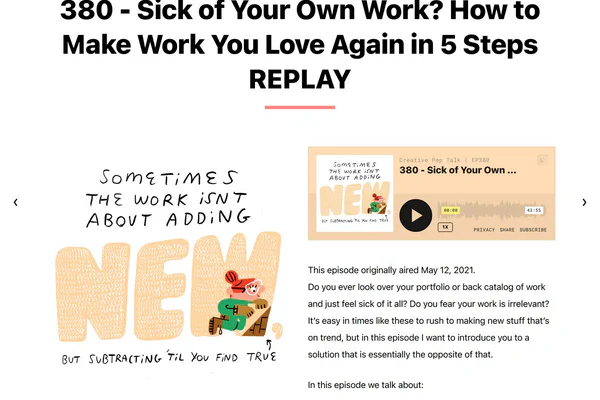 380 - Sick of Your Own Work? How to
Make Work You Love Again in 5 Steps
REPLAY
SOMETIMES
THE WORK ISN'T
ABOUT ADDING
NEW,
BUT SUBTRACTING 'TIL YOU FIND TRUE
SOMETIMES
THE WORK ISN'T
ABOUT ADDING
NEW
BUT SUBTRACTING 'TIL YOU FIND TRUE
Creative Pep Talk | EP380
380 - Sick of Your Own ...
00:00
43:55
1X
PRIVACY SHARE SUBSCRIBE
This episode originally aired May 12, 2021.
Do you ever look over your portfolio or back catalog of work
and just feel sick of it all? Do you fear your work is irrelevant?
It's easy in times like these to rush to making new stuff that's
on trend, but in this episode I want to introduce you to a
solution that is essentially the opposite of that.
In this episode we talk about: